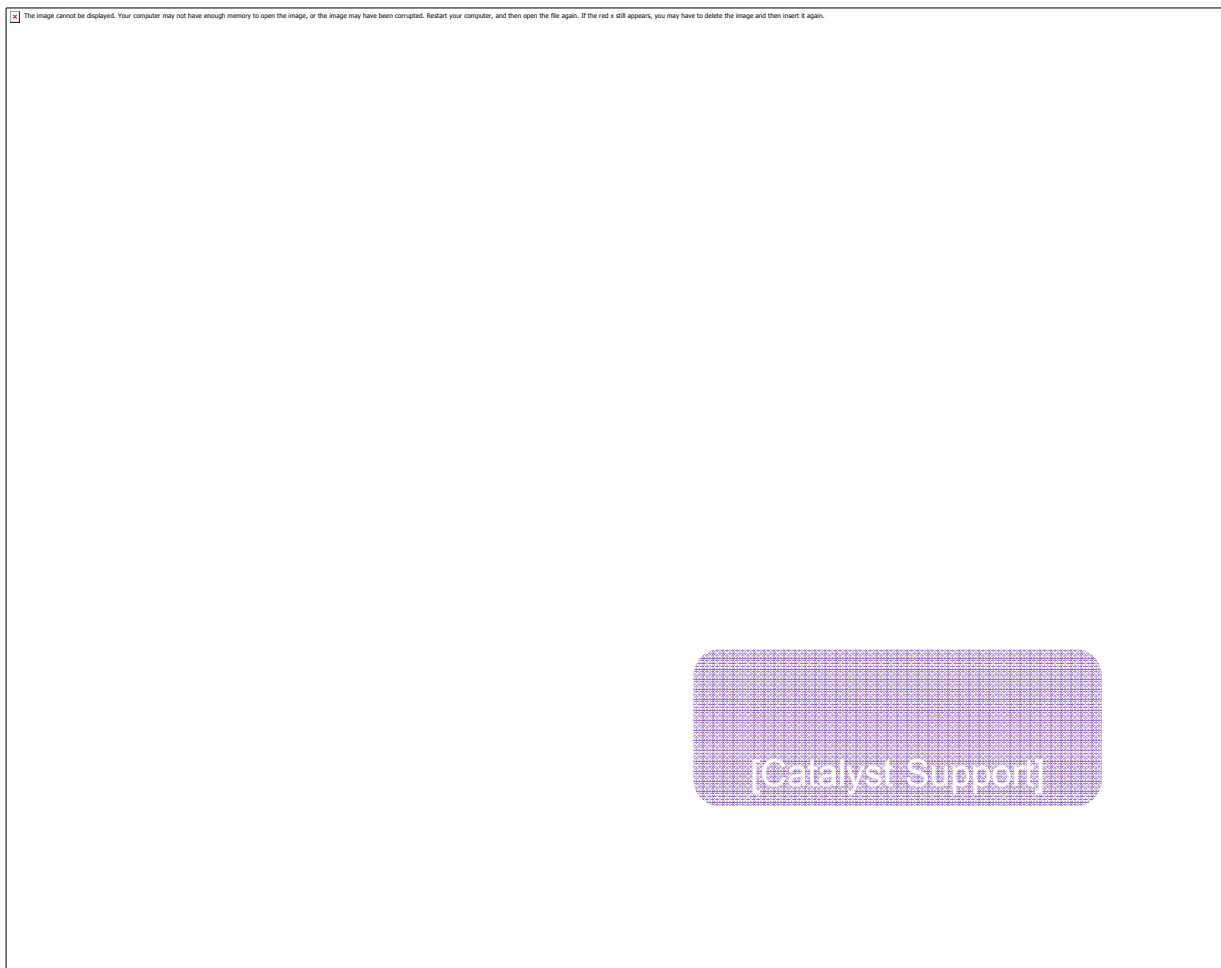 The image cannot be displayed. Your computer may not have enough memory to open the image, or the image may have been corrupted. Restart your computer, and then open the file again. If the red x still appears, you may have to delete the image and then insert it again.
[Catalyst Support]